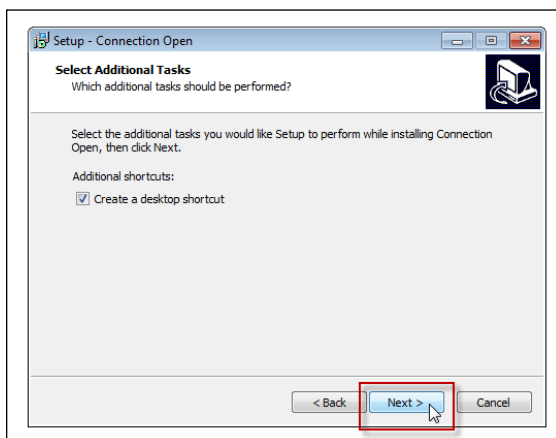 Setup - Connection Open
Select Additional Tasks
Which additional tasks should be performed?
Select the additional tasks you would like Setup to perform while installing Connection
Open, then click Next.
Additional shortcuts:
Create a desktop shortcut
< Back Next > Cancel